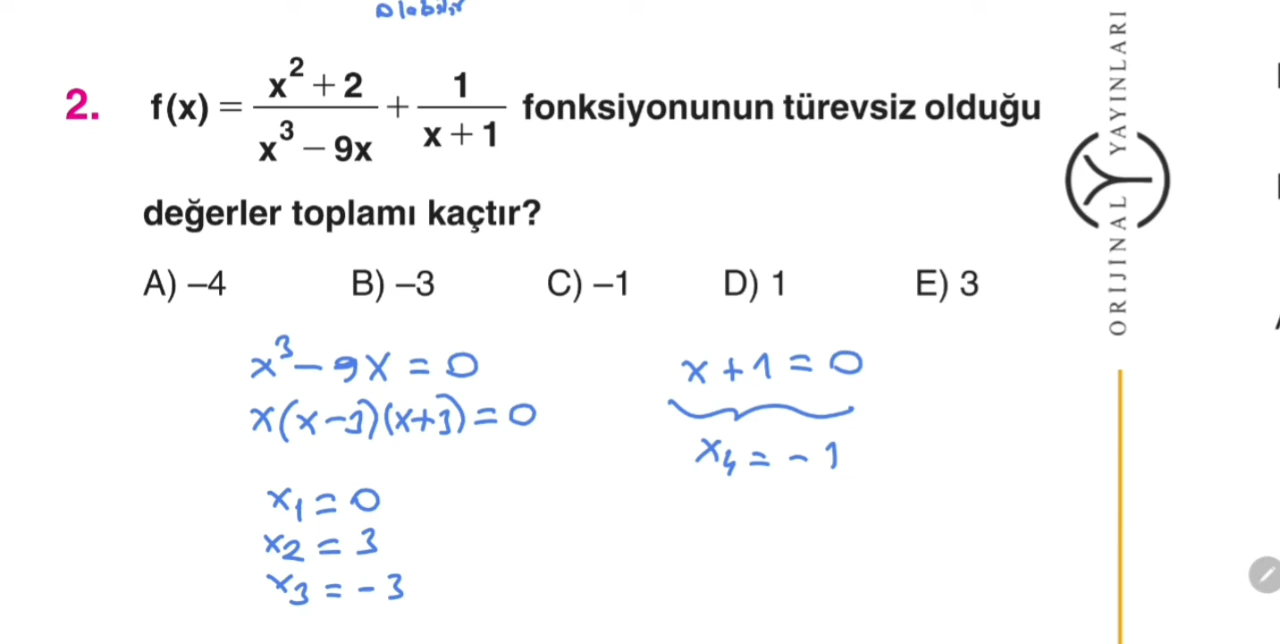 olabilir
2. f(x) = x² + 2 / x³ − 9x + 1 / x + 1 fonksiyonunun türevsiz olduğu
değerler toplamı kaçtır?
A) –4 B) –3 C) –1 D) 1 E) 3
x³ − 9x = 0
x(x−3)(x+3) = 0
x₁ = 0
x₂ = 3
x₃ = −3
x + 1 = 0
x₄ = −1
ORIJINAL YAYINLARI